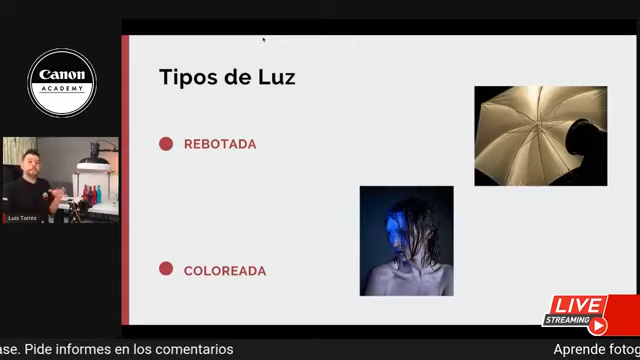 Canon
ACADEMY
Tipos de Luz
REBOTADA
COLOREADA
Luis Torres
LIVE
STREAMING
ase. Pide informes en los comentarios
Aprende fotog